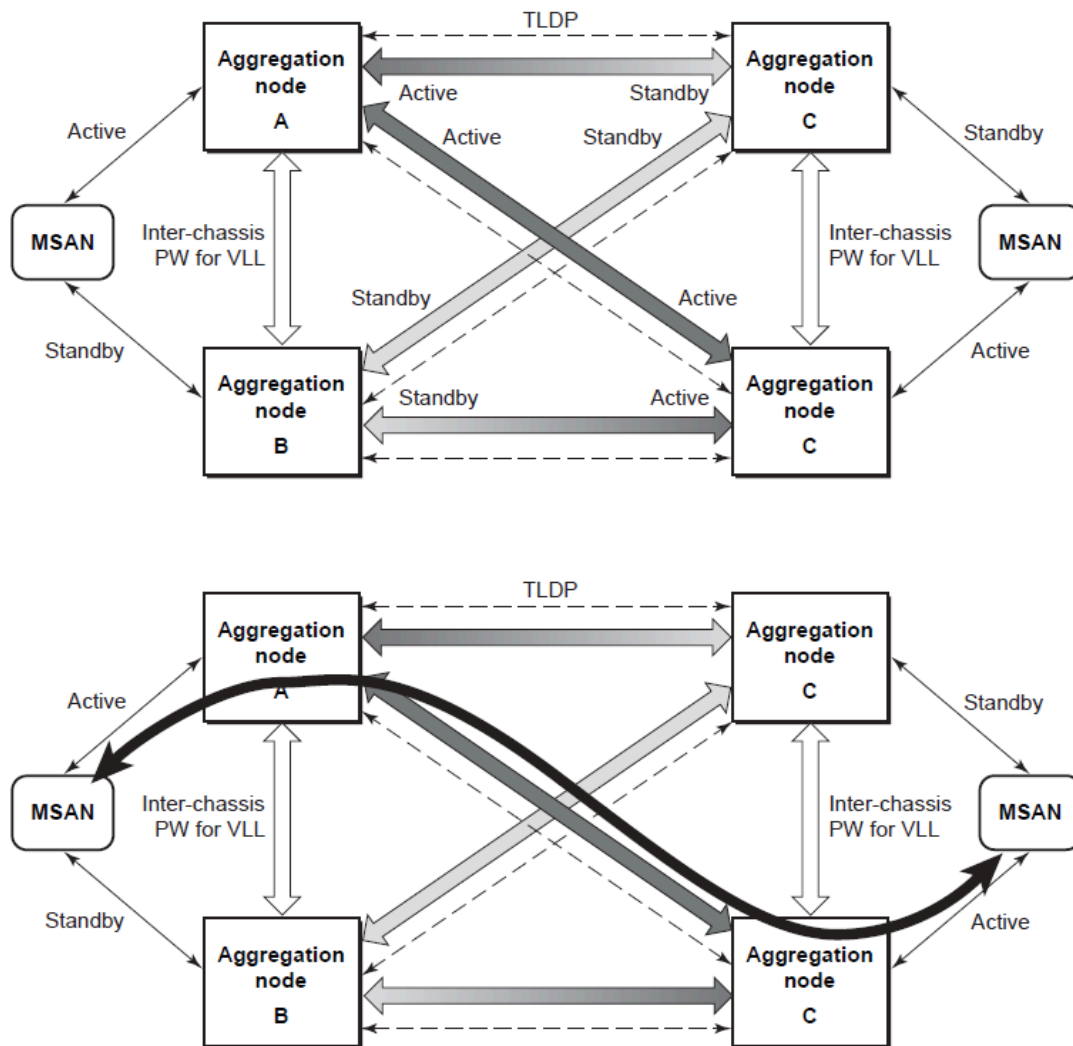 TLDP
Aggregation
node
A
Aggregation
node
C
Active
Standby
Active
Standby
Active
Standby
MSAN
Inter-chassis
PW for VLL
Inter-chassis
PW for VLL
MSAN
Standby
Active
Standby
Active
Aggregation
node
B
Standby
Active
Aggregation
node
C
TLDP
Aggregation
node
A
Aggregation
node
C
Active
Standby
MSAN
Inter-chassis
PW for VLL
Inter-chassis
PW for VLL
MSAN
Standby
Active
Aggregation
node
B
Aggregation
node
C